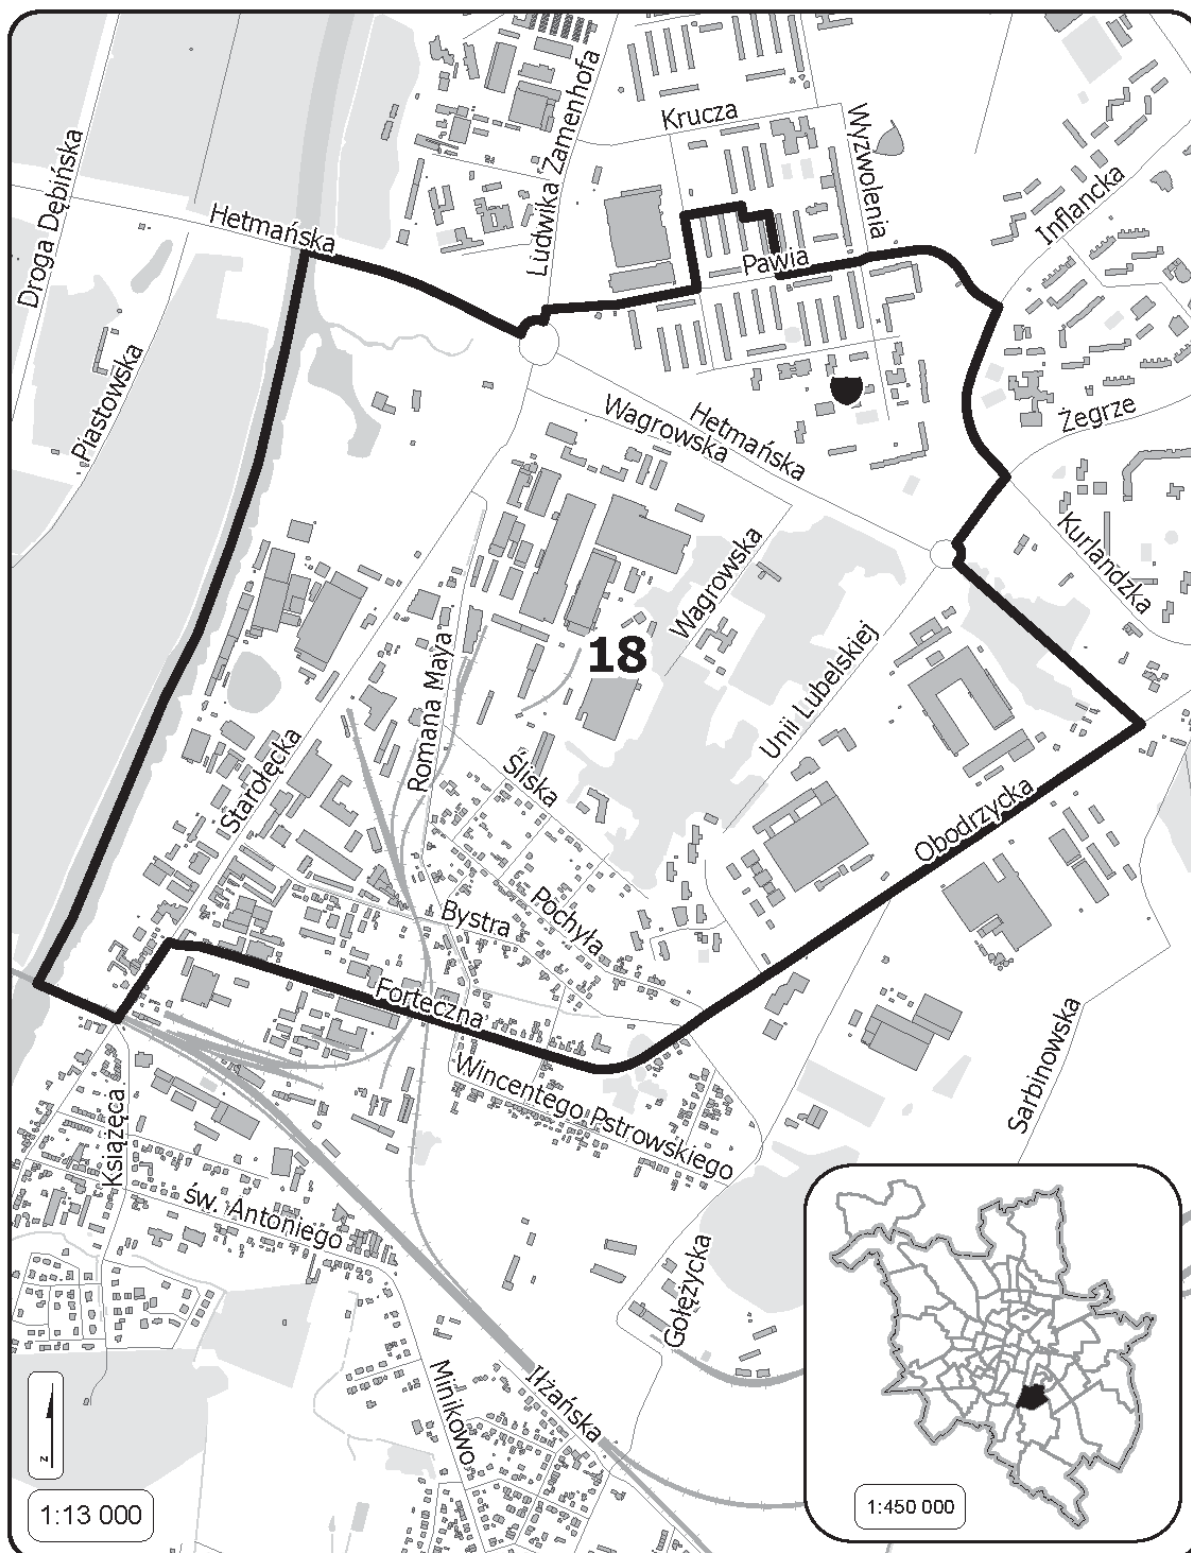 Krucza
Ludwika Zamenhofa
Wyzwolenia
Droga Dębińska
Inflancka
Hetmańska
Pawia
Piastowska
Żegrze
Wagrowska
Hetmańska
Kurlandzka
Wagrowska
18
Romana Maya
Unii Lubelskiej
Starołęcka
Śliska
Obodrzycka
Pochyła
Bystra
Forteczna
Sarbinowska
Wincentego Pstrowskiego
Książęca
św. Antoniego
Gołężycka
Iłżańska
Minikowo
z
1:13 000
1:450 000